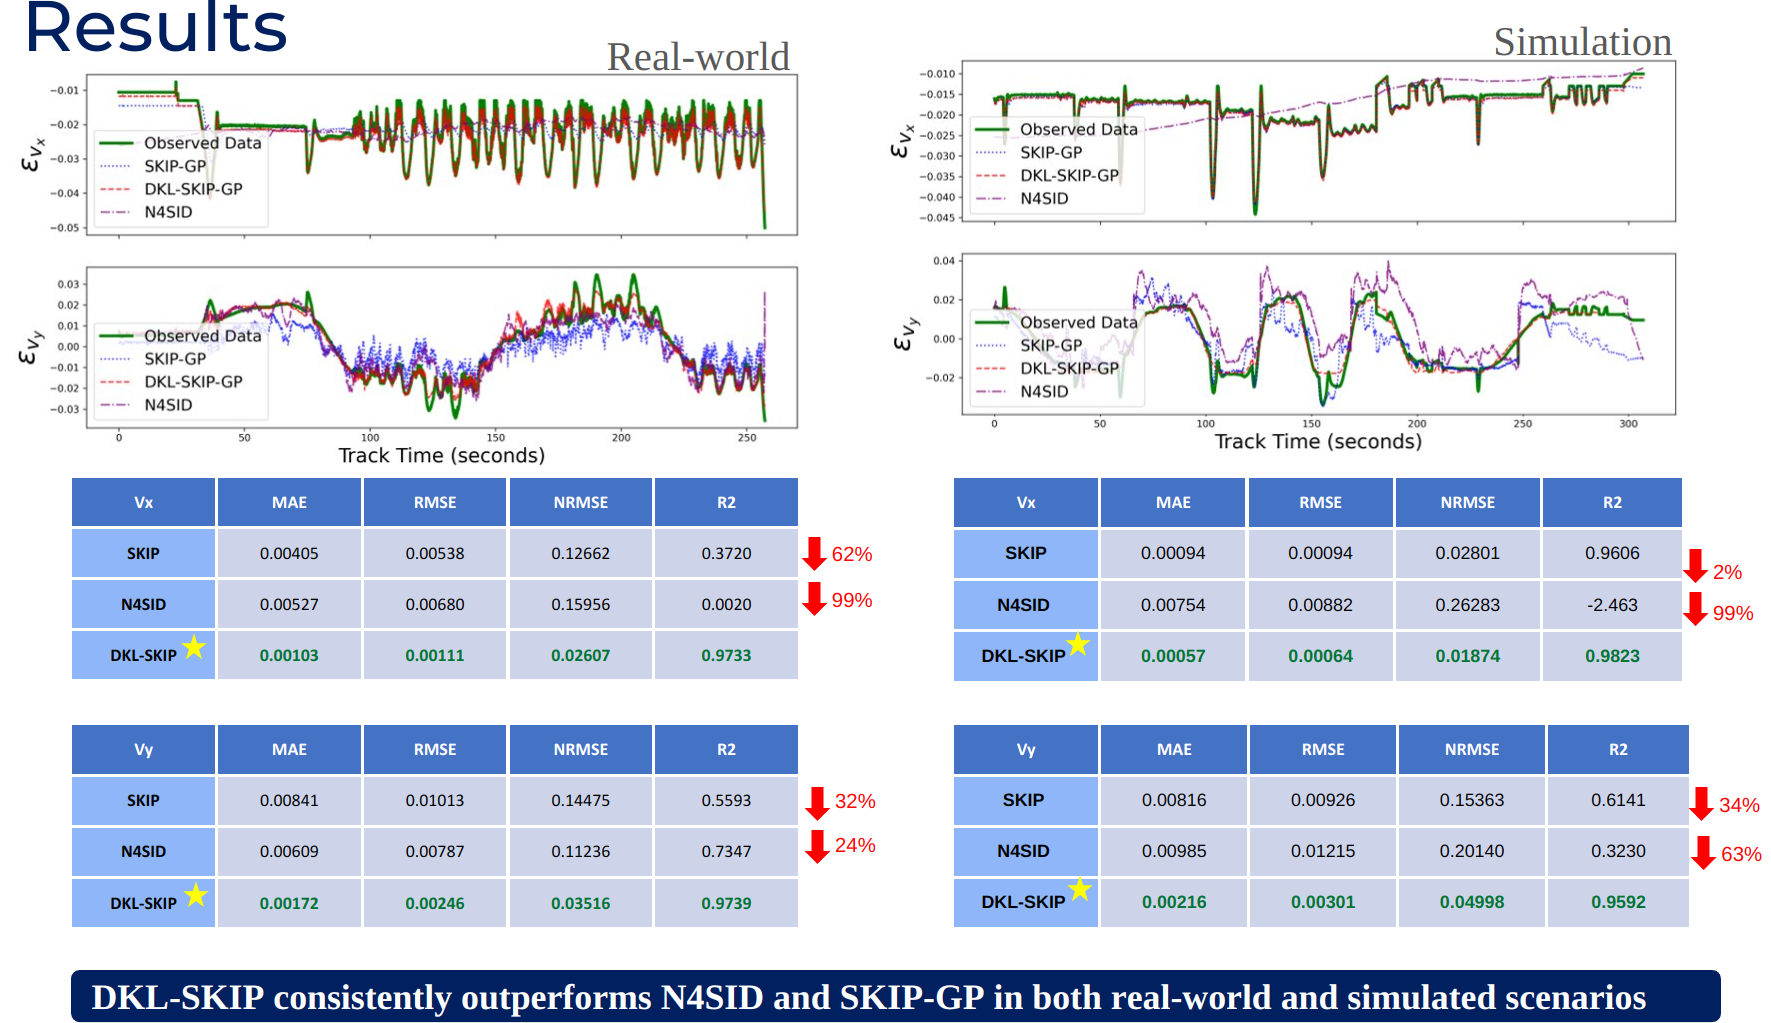 Results
Real-world
Simulation
−0.01
−0.02
−0.03
−0.04
−0.05
εvx
Observed Data
SKIP-GP
DKL-SKIP-GP
N4SID
0.03
0.02
0.01
0.00
−0.01
−0.02
−0.03
εvy
Observed Data
SKIP-GP
DKL-SKIP-GP
N4SID
0 50 100 150 200 250
Track Time (seconds)
−0.010
−0.015
−0.020
−0.025
−0.030
−0.035
−0.040
−0.045
εvx
Observed Data
SKIP-GP
DKL-SKIP-GP
N4SID
0.04
0.02
0.00
−0.02
εvy
Observed Data
SKIP-GP
DKL-SKIP-GP
N4SID
0 50 100 150 200 250 300
Track Time (seconds)
Vx MAE RMSE NRMSE R2
SKIP 0.00405 0.00538 0.12662 0.3720 62%
N4SID 0.00527 0.00680 0.15956 0.0020 99%
DKL-SKIP 0.00103 0.00111 0.02607 0.9733
Vx MAE RMSE NRMSE R2
SKIP 0.00094 0.00094 0.02801 0.9606 2%
N4SID 0.00754 0.00882 0.26283 -2.463 99%
DKL-SKIP 0.00057 0.00064 0.01874 0.9823
Vy MAE RMSE NRMSE R2
SKIP 0.00841 0.01013 0.14475 0.5593 32%
N4SID 0.00609 0.00787 0.11236 0.7347 24%
DKL-SKIP 0.00172 0.00246 0.03516 0.9739
Vy MAE RMSE NRMSE R2
SKIP 0.00816 0.00926 0.15363 0.6141 34%
N4SID 0.00985 0.01215 0.20140 0.3230 63%
DKL-SKIP 0.00216 0.00301 0.04998 0.9592
DKL-SKIP consistently outperforms N4SID and SKIP-GP in both real-world and simulated scenarios